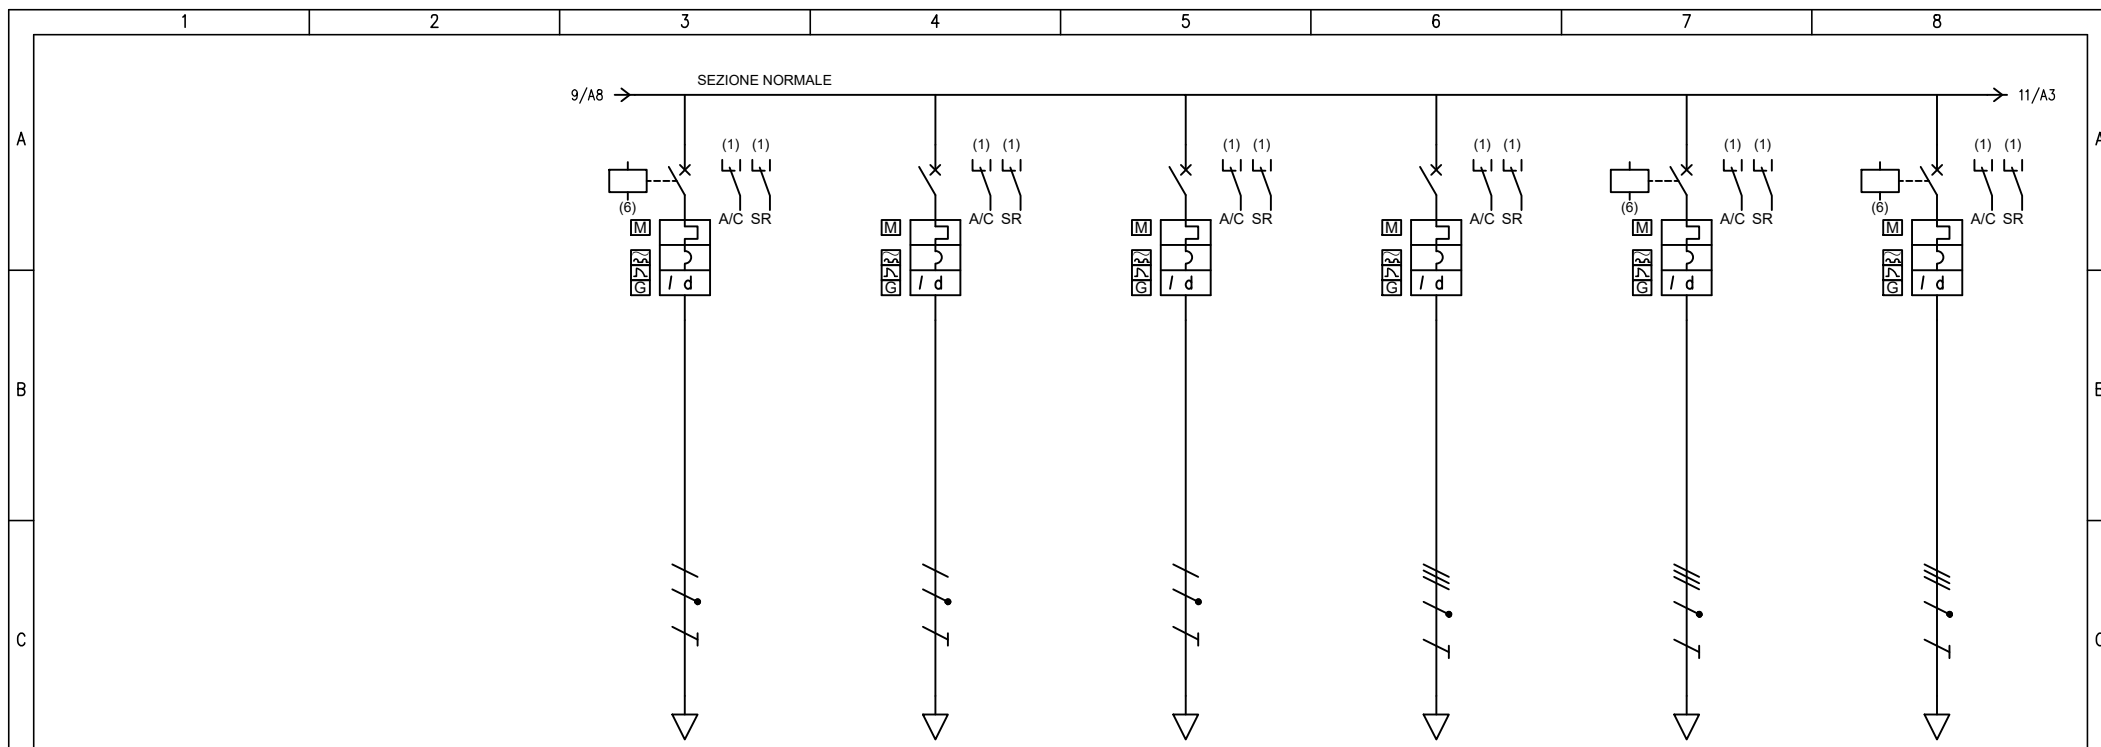 1 2 3 4 5 6 7 8
SEZIONE NORMALE
9/A8 11/A3
A A
(1) (1) (1) (1) (1) (1) (1) (1) (1) (1) (1) (1)
(6) (6) (6)
A/C SR A/C SR A/C SR A/C SR A/C SR A/C SR
M M M M M M
I d I d I d I d I d I d
G G G G G G
B B
C C